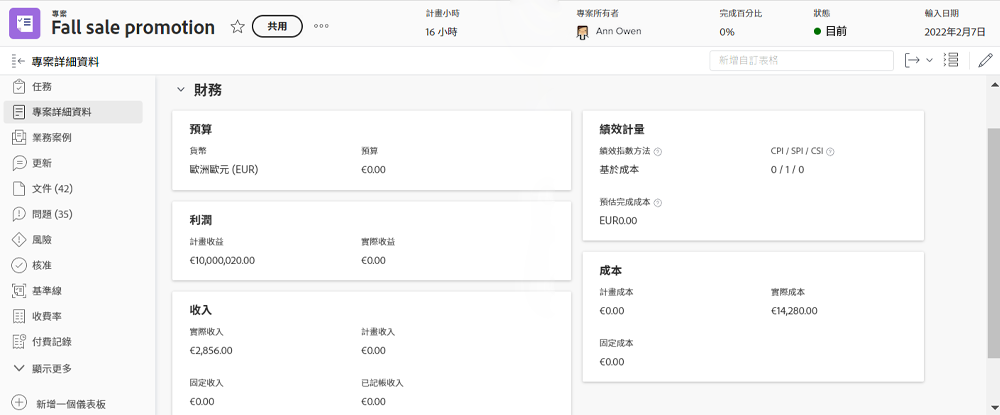 專案
Fall sale promotion
共用
計畫小時
16 小時
專案所有者
Ann Owen
完成百分比
0%
狀態
目前
輸入日期
2022年2月7日
專案詳細資料
新增自訂表格
任務
專案詳細資料
業務案例
更新
文件 (42)
問題 (35)
風險
核准
基準線
收費率
付費記錄
顯示更多
新增一個儀表板
財務
預算
貨幣
預算
歐洲歐元 (EUR)
€0.00
利潤
計畫收益
實際收益
€10,000,020.00
€0.00
收入
實際收入
計畫收入
€2,856.00
€0.00
固定收入
已記帳收入
€0.00
€0.00
績效計量
績效指數方法
CPI / SPI / CSI
基於成本
0 / 1 / 0
預估完成成本
EUR0.00
成本
計畫成本
實際成本
€0.00
€14,280.00
固定成本
€0.00